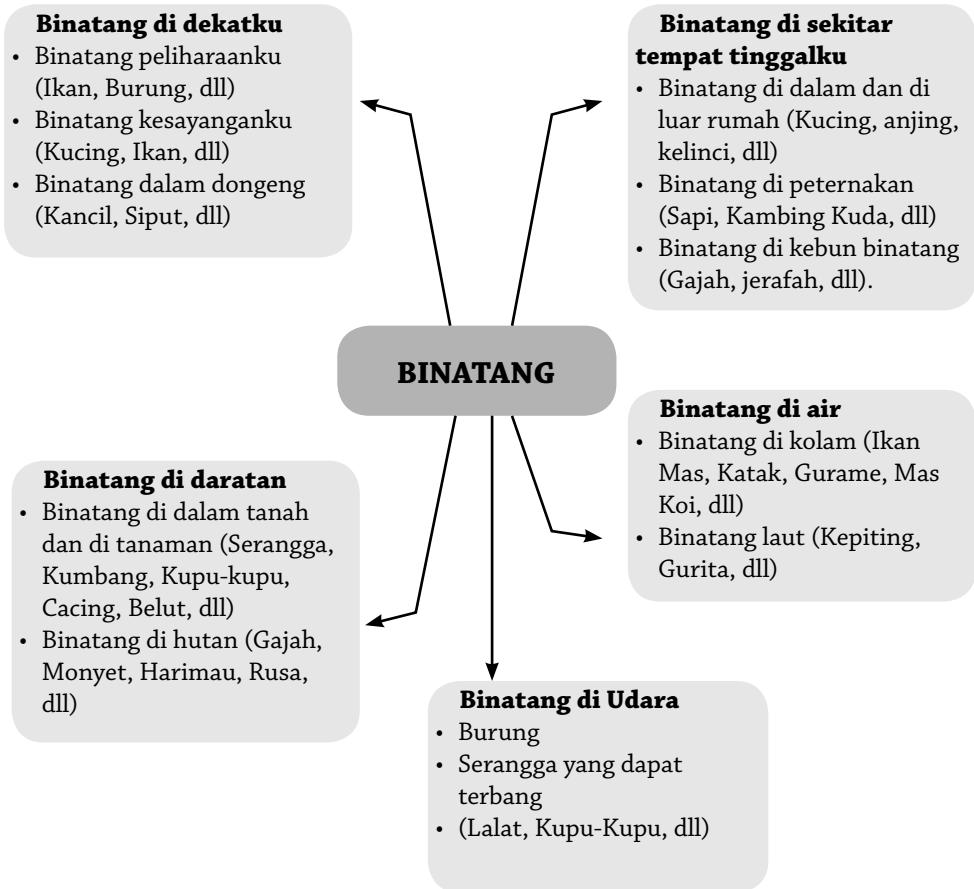 Binatang di dekatku
• Binatang peliharaanku
(Ikan, Burung, dll)
• Binatang kesayanganku
(Kucing, Ikan, dll)
• Binatang dalam dongeng
(Kancil, Siput, dll)
Binatang di sekitar
tempat tinggalku
• Binatang di dalam dan di
luar rumah (Kucing, anjing,
kelinci, dll)
• Binatang di peternakan
(Sapi, Kambing Kuda, dll)
• Binatang di kebun binatang
(Gajah, jerafah, dll).
BINATANG
Binatang di air
• Binatang di kolam (Ikan
Mas, Katak, Gurame, Mas
Koi, dll)
• Binatang laut (Kepiting,
Gurita, dll)
Binatang di daratan
• Binatang di dalam tanah
dan di tanaman (Serangga,
Kumbang, Kupu-kupu,
Cacing, Belut, dll)
• Binatang di hutan (Gajah,
Monyet, Harimau, Rusa,
dll)
Binatang di Udara
• Burung
• Serangga yang dapat
terbang
• (Lalat, Kupu-Kupu, dll)